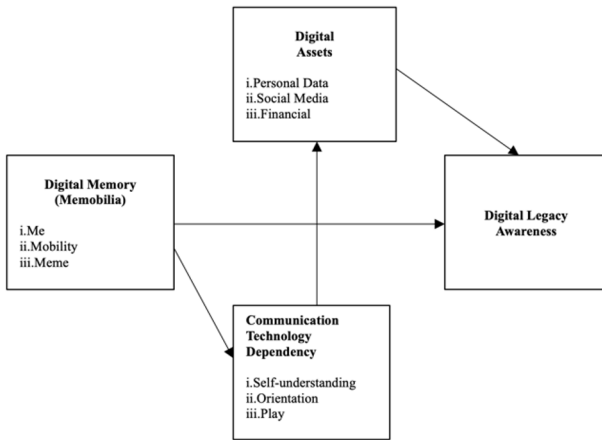 Digital
Assets
i.Personal Data
ii.Social Media
iii.Financial
Digital Memory
(Memobilia)
i.Me
ii.Mobility
iii.Meme
Digital Legacy
Awareness
Communication
Technology
Dependency
i.Self-understanding
ii.Orientation
iii.Play